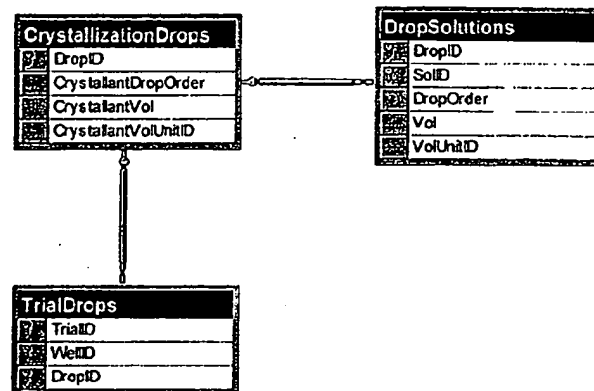 CrystallizationDrops
DropID
CrystallantDropOrder
CrystallantVol
CrystallantVolUnitID
DropSolutions
DropID
SolID
DropOrder
Vol
VolUnitID
TrialDrops
TrialID
WellID
DropID